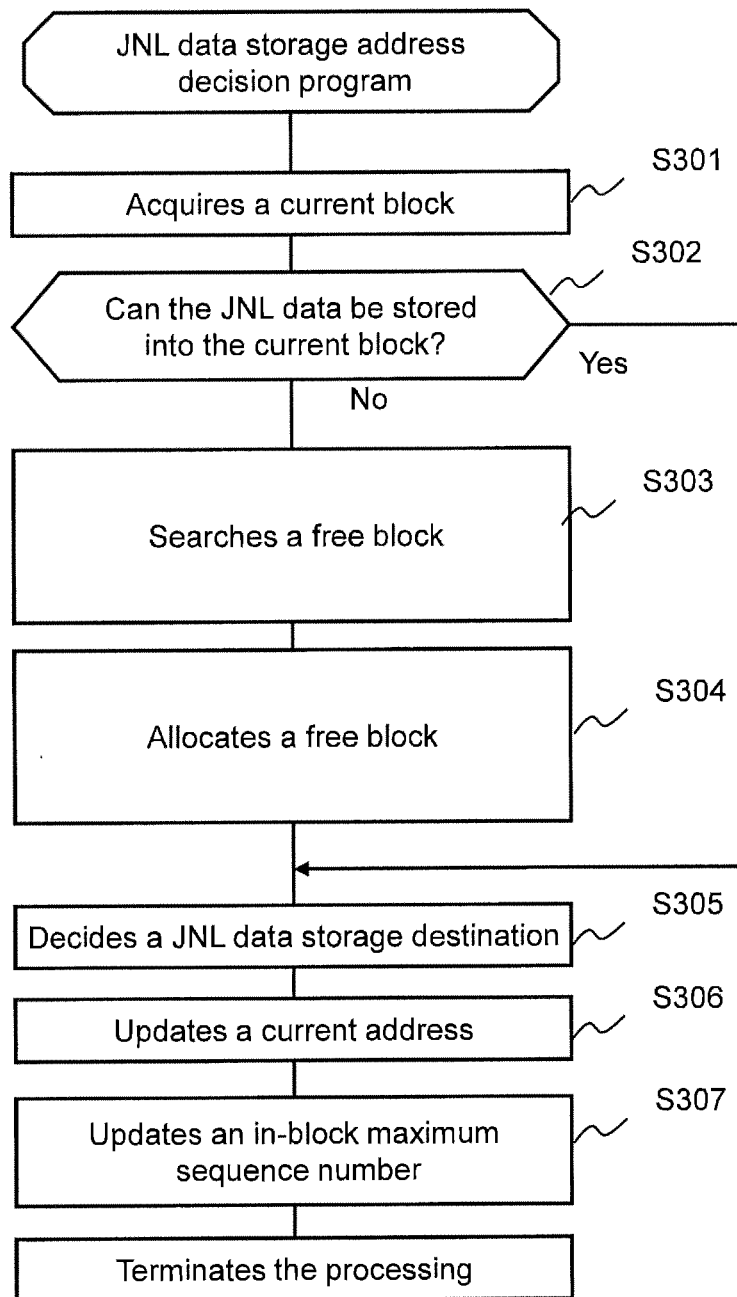 JNL data storage address
decision program
S301
Acquires a current block
S302
Can the JNL data be stored
into the current block?
Yes
No
S303
Searches a free block
S304
Allocates a free block
S305
Decides a JNL data storage destination
S306
Updates a current address
S307
Updates an in-block maximum
sequence number
Terminates the processing